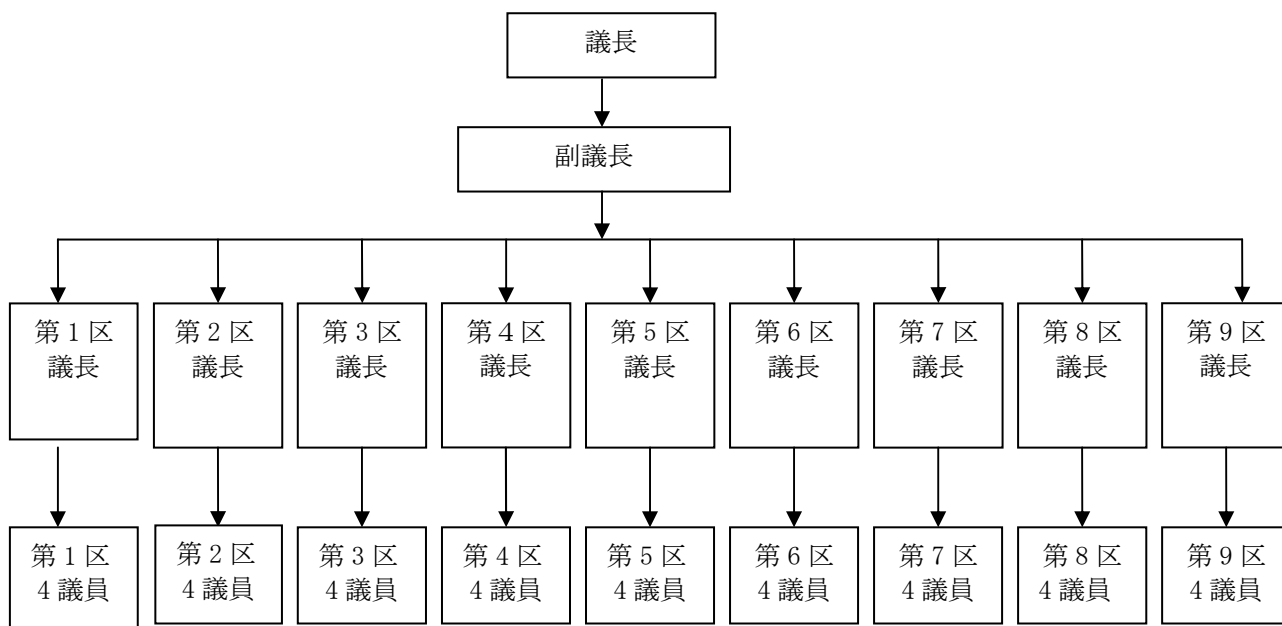 議長
副議長
第1区
議長
第2区
議長
第3区
議長
第4区
議長
第5区
議長
第6区
議長
第7区
議長
第8区
議長
第9区
議長
第1区
4議員
第2区
4議員
第3区
4議員
第4区
4議員
第5区
4議員
第6区
4議員
第7区
4議員
第8区
4議員
第9区
4議員